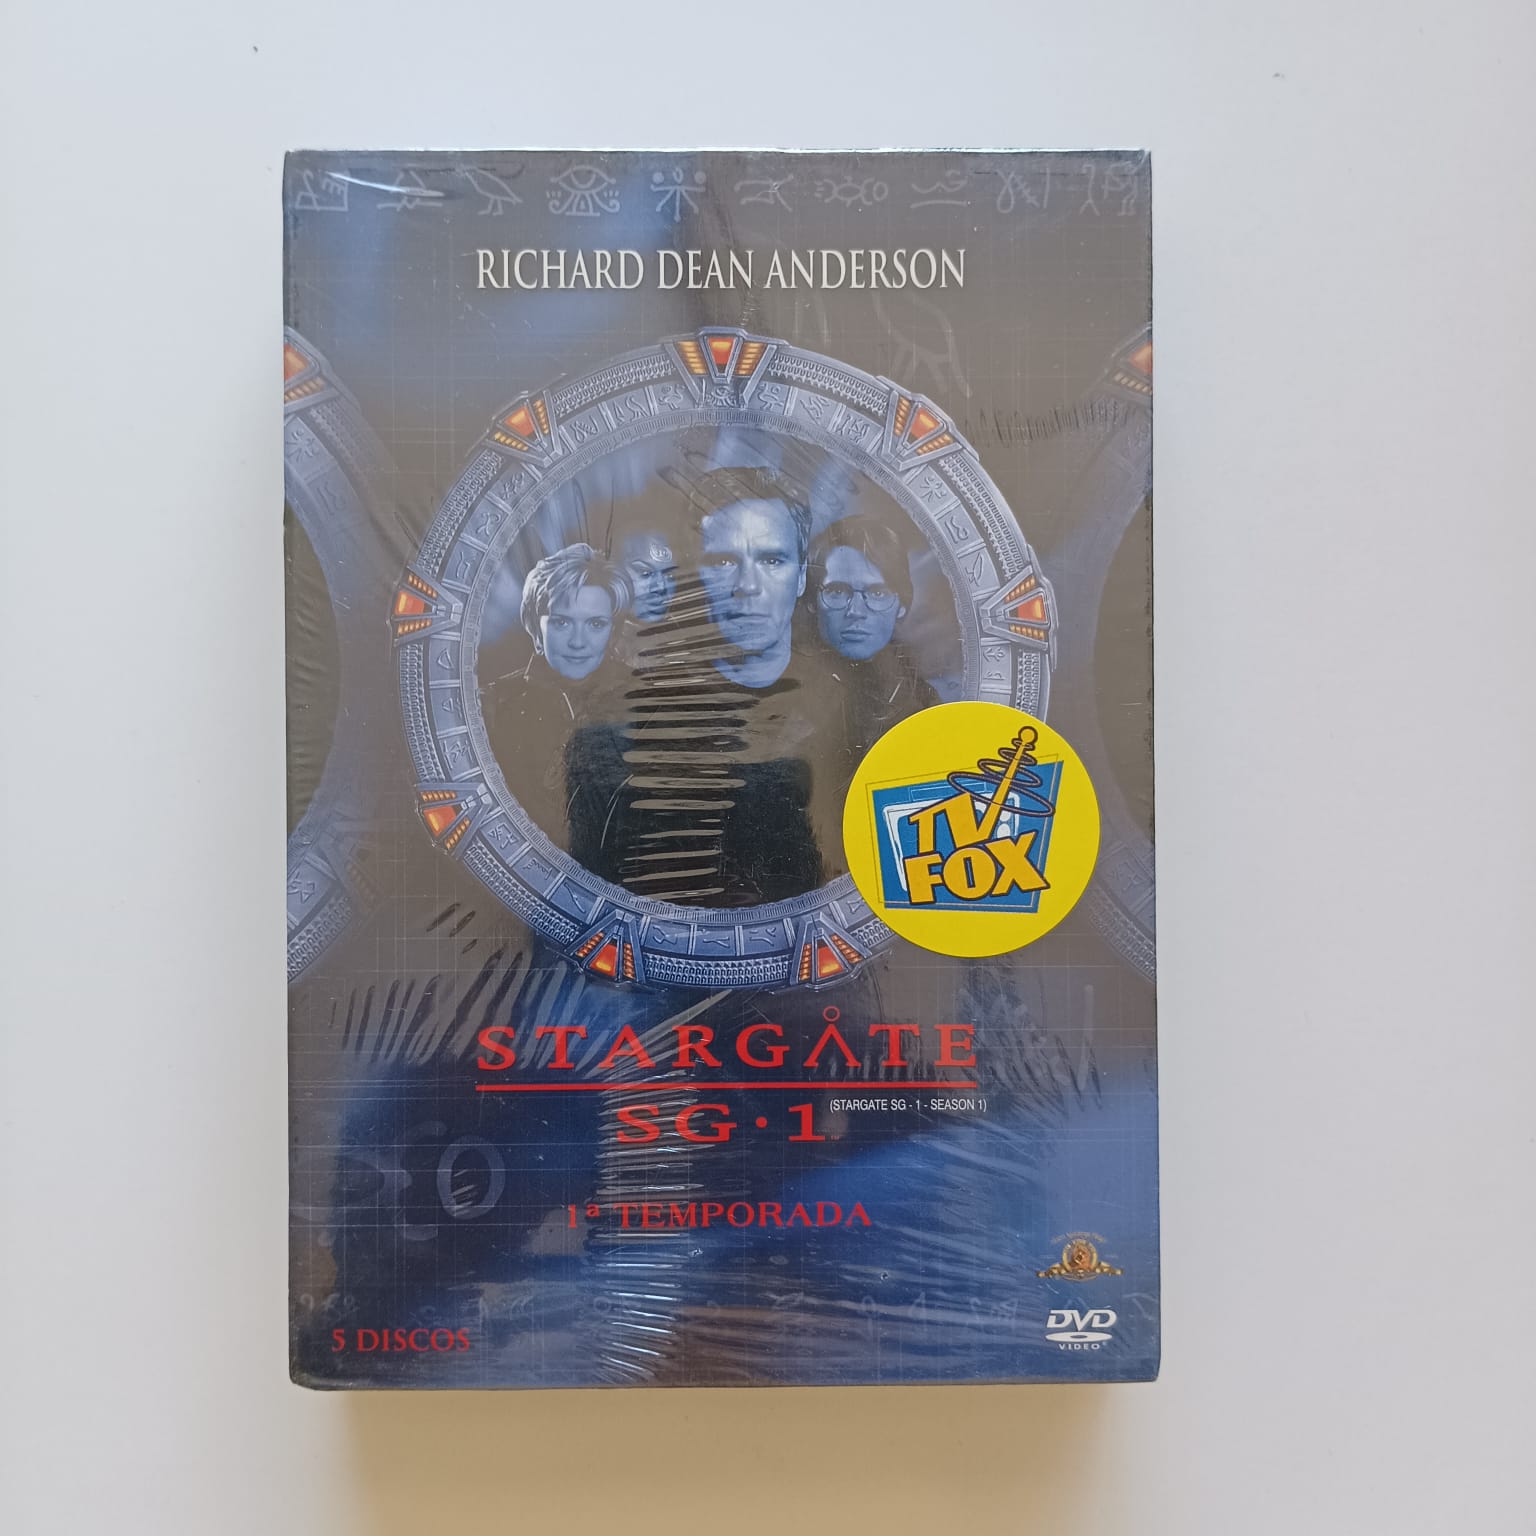 RICHARD DEAN ANDERSON
TV
FOX
STARGATE
SG·1
(STARGATE SG - 1 - SEASON 1)
1ª TEMPORADA
5 DISCOS
DVD
VIDEO